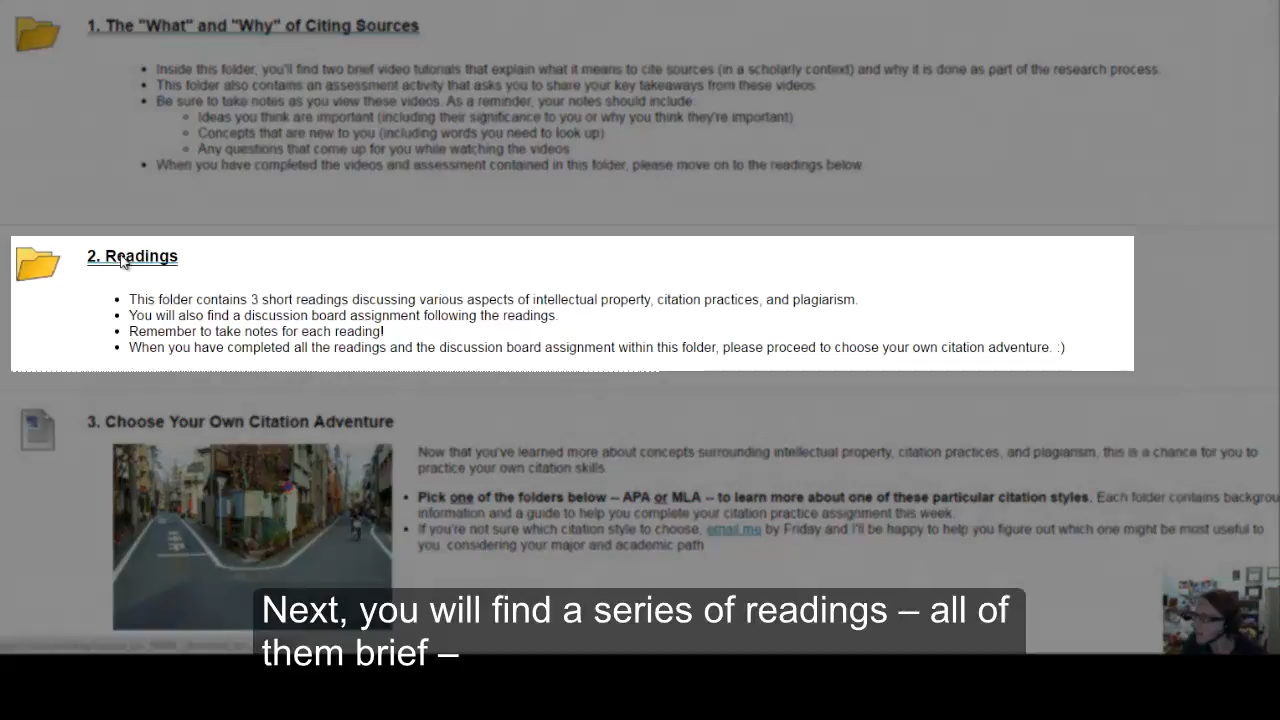 1. The "What" and "Why" of Citing Sources
Inside this folder, you'll find two brief video tutorials that explain what it means to cite sources (in a scholarly context) and why it is done as part of the research process.
This folder also contains an assessment activity that asks you to share your key takeaways from these videos
Be sure to take notes as you view these videos. As a reminder, your notes should include
Ideas you think are important (including their significance to you or why you think they're important)
Concepts that are new to you (including words you need to look up)
Any questions that come up for you while watching the videos
When you have completed the videos and assessment contained in this folder, please move on to the readings below
2. Readings
This folder contains 3 short readings discussing various aspects of intellectual property, citation practices, and plagiarism.
You will also find a discussion board assignment following the readings.
Remember to take notes for each reading!
When you have completed all the readings and the discussion board assignment within this folder, please proceed to choose your own citation adventure. :)
3. Choose Your Own Citation Adventure
Now that you've learned more about concepts surrounding intellectual property, citation practices, and plagiarism, this is a chance for you to
practice your own citation skills.
Pick one of the folders below -- APA or MLA -- to learn more about one of these particular citation styles. Each folder contains backgrou
information and a guide to help you complete your citation practice assignment this week.
If you're not sure which citation style to choose, email me by Friday and I'll be happy to help you figure out which one might be most useful to
you, considering your major and academic path
Next, you will find a series of readings – all of
them brief –